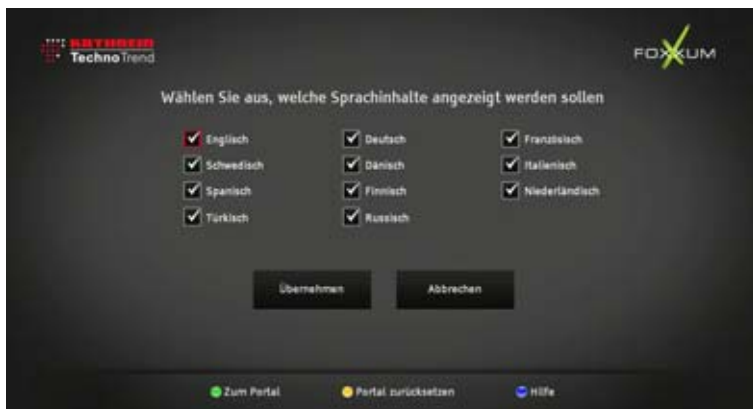 KATHREIN
TechnoTrend
FOXXUM
Wählen Sie aus, welche Sprachinhalte angezeigt werden sollen
Englisch Deutsch Französisch
Schwedisch Dänisch Italienisch
Spanisch Finnisch Niederländisch
Türkisch Russisch
Übernehmen Abbrechen
Zum Portal Portal zurücksetzen Hilfe